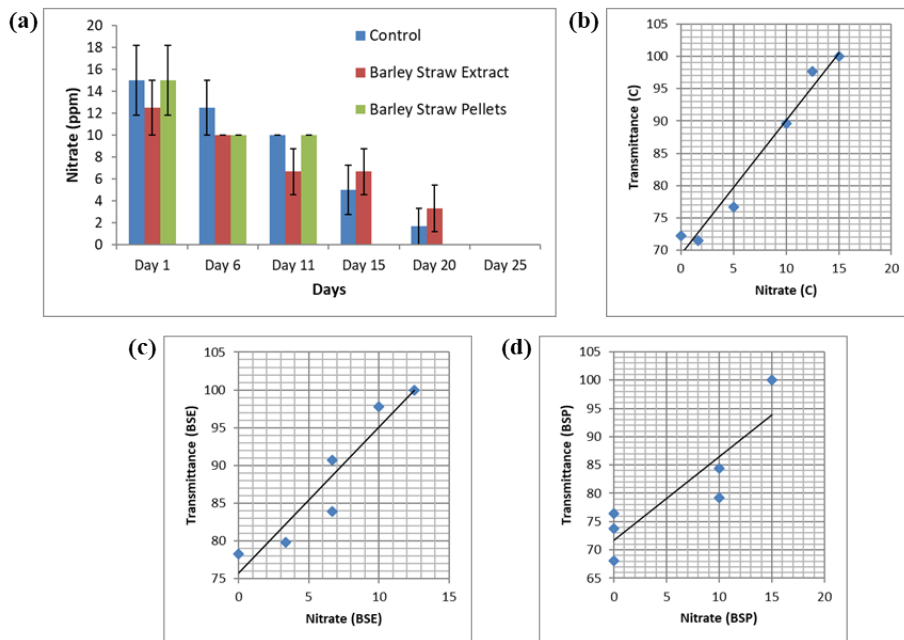 (a)
20
18
16
14
12
10
8
6
4
2
0
Nitrate (ppm)
Control
Barley Straw Extract
Barley Straw Pellets
Day 1 Day 6 Day 11 Day 15 Day 20 Day 25
Days
(b)
105
100
95
90
85
80
75
70
Transmittance (C)
0 5 10 15 20
Nitrate (C)
(c)
105
100
95
90
85
80
75
Transmittance (BSE)
0 5 10 15
Nitrate (BSE)
(d)
105
100
95
90
85
80
75
70
65
Transmittance (BSP)
0 5 10 15 20
Nitrate (BSP)